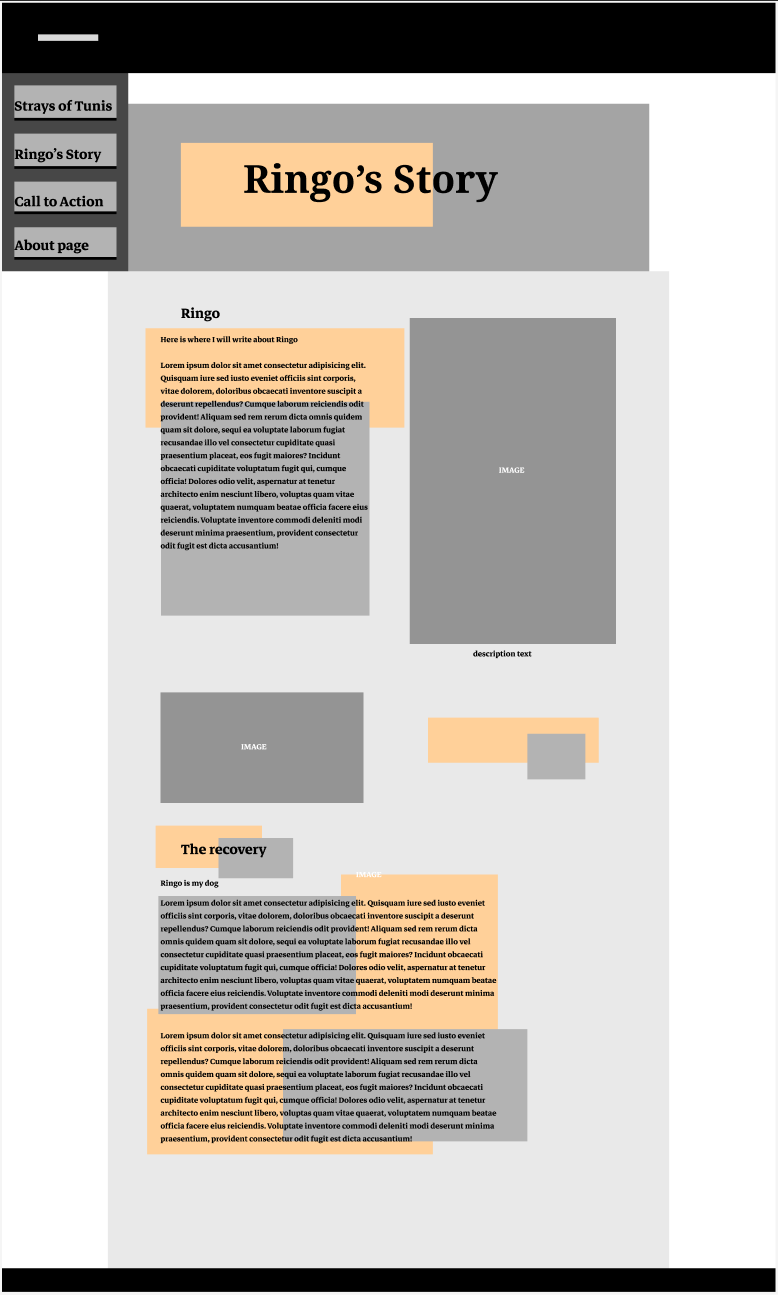 Strays of Tunis
Ringo's Story
Call to Action
About page
Ringo's Story
Ringo
Here is where I will write about Ringo
Lorem ipsum dolor sit amet consectetur adipisicing elit.
Quisquam iure sed iusto eveniet officiis sint corporis,
vitae dolorem, doloribus obcaecati inventore suscipit a
deserunt repellendus? Cumque laborum reiciendis odit
provident! Aliquam sed rem rerum dicta omnis quidem
quam sit dolore, sequi ea voluptate laborum fugiat
recusandae illo vel consectetur cupiditate quasi
praesentium placeat, eos fugit maiores? Incidunt
obcaecati cupiditate voluptatum fugit qui, cumque
officia! Dolores odio velit, aspernatur at tenetur
architecto enim nesciunt libero, voluptas quam vitae
quaerat, voluptatem numquam beatae officia facere eius
reiciendis. Voluptate inventore commodi deleniti modi
deserunt minima praesentium, provident consectetur
odit fugit est dicta accusantium!
IMAGE
description text
IMAGE
The recovery
IMAGE
Ringo is my dog
Lorem ipsum dolor sit amet consectetur adipisicing elit. Quisquam iure sed iusto eveniet
officiis sint corporis, vitae dolorem, doloribus obcaecati inventore suscipit a deserunt
repellendus? Cumque laborum reiciendis odit provident! Aliquam sed rem rerum dicta
omnis quidem quam sit dolore, sequi ea voluptate laborum fugiat recusandae illo vel
consectetur cupiditate quasi praesentium placeat, eos fugit maiores? Incidunt obcaecati
cupiditate voluptatum fugit qui, cumque officia! Dolores odio velit, aspernatur at tenetur
architecto enim nesciunt libero, voluptas quam vitae quaerat, voluptatem numquam beatae
officia facere eius reiciendis. Voluptate inventore commodi deleniti modi deserunt minima
praesentium, provident consectetur odit fugit est dicta accusantium!
Lorem ipsum dolor sit amet consectetur adipisicing elit. Quisquam iure sed iusto eveniet
officiis sint corporis, vitae dolorem, doloribus obcaecati inventore suscipit a deserunt
repellendus? Cumque laborum reiciendis odit provident! Aliquam sed rem rerum dicta
omnis quidem quam sit dolore, sequi ea voluptate laborum fugiat recusandae illo vel
consectetur cupiditate quasi praesentium placeat, eos fugit maiores? Incidunt obcaecati
cupiditate voluptatum fugit qui, cumque officia! Dolores odio velit, aspernatur at tenetur
architecto enim nesciunt libero, voluptas quam vitae quaerat, voluptatem numquam beatae
officia facere eius reiciendis. Voluptate inventore commodi deleniti modi deserunt minima
praesentium, provident consectetur odit fugit est dicta accusantium!